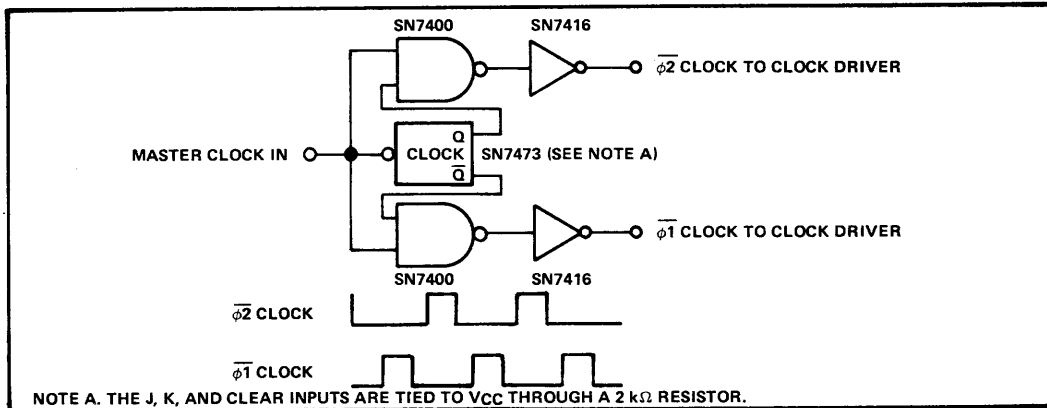 SN7400 SN7416
φ2 CLOCK TO CLOCK DRIVER
Q
MASTER CLOCK IN CLOCK SN7473 (SEE NOTE A)
Q̅
φ1 CLOCK TO CLOCK DRIVER
SN7400 SN7416
φ2 CLOCK
φ1 CLOCK
NOTE A. THE J, K, AND CLEAR INPUTS ARE TIED TO VCC THROUGH A 2 kΩ RESISTOR.